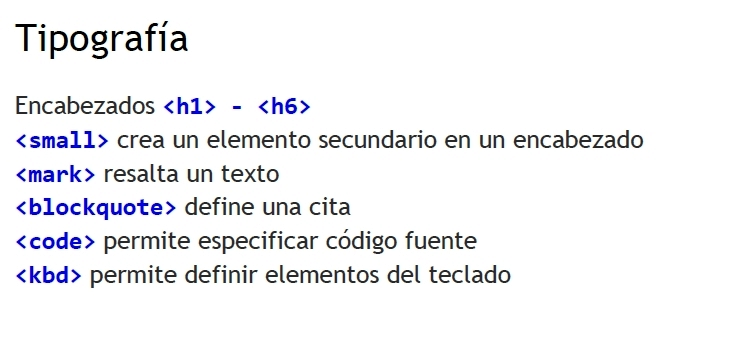 Tipografía
Encabezados <h1> - <h6>
<small> crea un elemento secundario en un encabezado
<mark> resalta un texto
<blockquote> define una cita
<code> permite especificar código fuente
<kbd> permite definir elementos del teclado